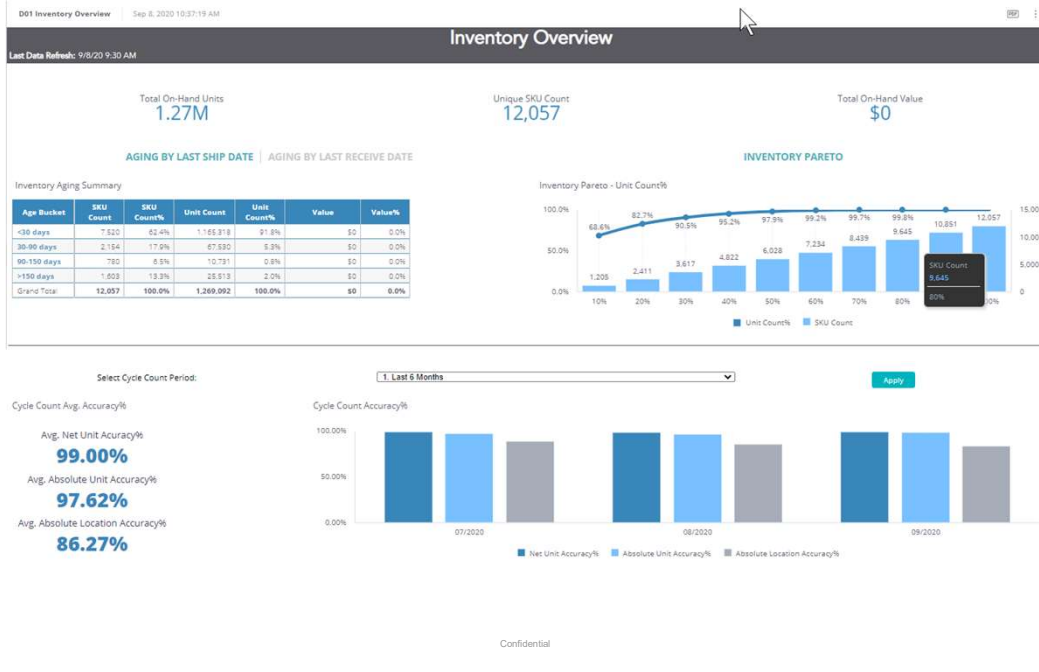 D01 Inventory Overview Sep 8, 2020 10:37:19 AM PDF
Inventory Overview
Last Data Refresh: 9/8/20 9:30 AM
Total On-Hand Units Unique SKU Count Total On-Hand Value
1.27M 12,057 $0
AGING BY LAST SHIP DATE | AGING BY LAST RECEIVE DATE INVENTORY PARETO
Inventory Aging Summary
Age Bucket SKU Count SKU Count% Unit Count Unit Count% Value Value%
<30 days 7,520 62.4% 1,165,318 91.8% $0 0.0%
30-90 days 2,154 17.9% 67,530 5.3% $0 0.0%
90-150 days 780 6.5% 10,731 0.8% $0 0.0%
>150 days 1,603 13.3% 25,513 2.0% $0 0.0%
Grand Total 12,057 100.0% 1,269,092 100.0% $0 0.0%
Inventory Pareto - Unit Count%
100.0% 15,00
50.0% 10,00
5,000
0.0% 0
68.6% 82.7% 90.5% 95.2% 97.9% 99.2% 99.7% 99.8%
1,205 2,411 3,617 4,822 6,028 7,234 8,439 9,645 10,851 12,057
SKU Count
9,645
80%
10% 20% 30% 40% 50% 60% 70% 80% 00%
Unit Count% SKU Count
Select Cycle Count Period: 1. Last 6 Months Apply
Cycle Count Avg. Accuracy% Cycle Count Accuracy%
Avg. Net Unit Acuracy%
99.00%
Avg. Absolute Unit Accuracy%
97.62%
Avg. Absolute Location Accuracy%
86.27%
100.00%
50.00%
0.00%
07/2020 08/2020 09/2020
Net Unit Accuracy% Absolute Unit Accuracy% Absolute Location Accuracy%
Confidential